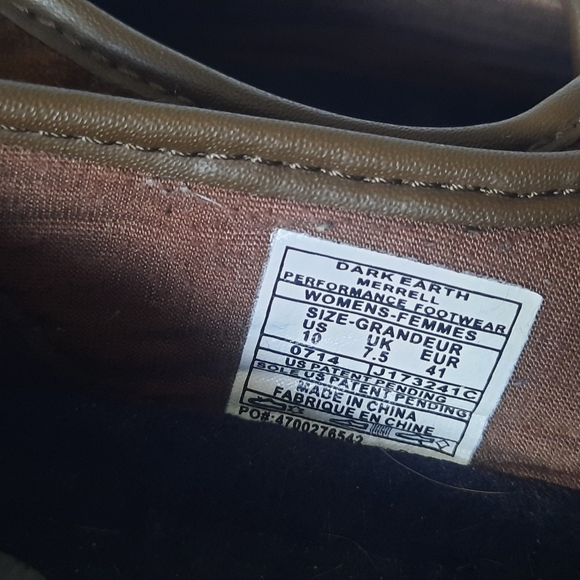 DARK EARTH
MERRELL
PERFORMANCE FOOTWEAR
WOMENS-FEMMES
SIZE-GRANDEUR
US UK EUR
10 7.5 41
0714 J173241C
US PATENT PENDING
SOLE US PATENT PENDING
MADE IN CHINA
FABRIQUE EN CHINE
PO#:4700276542